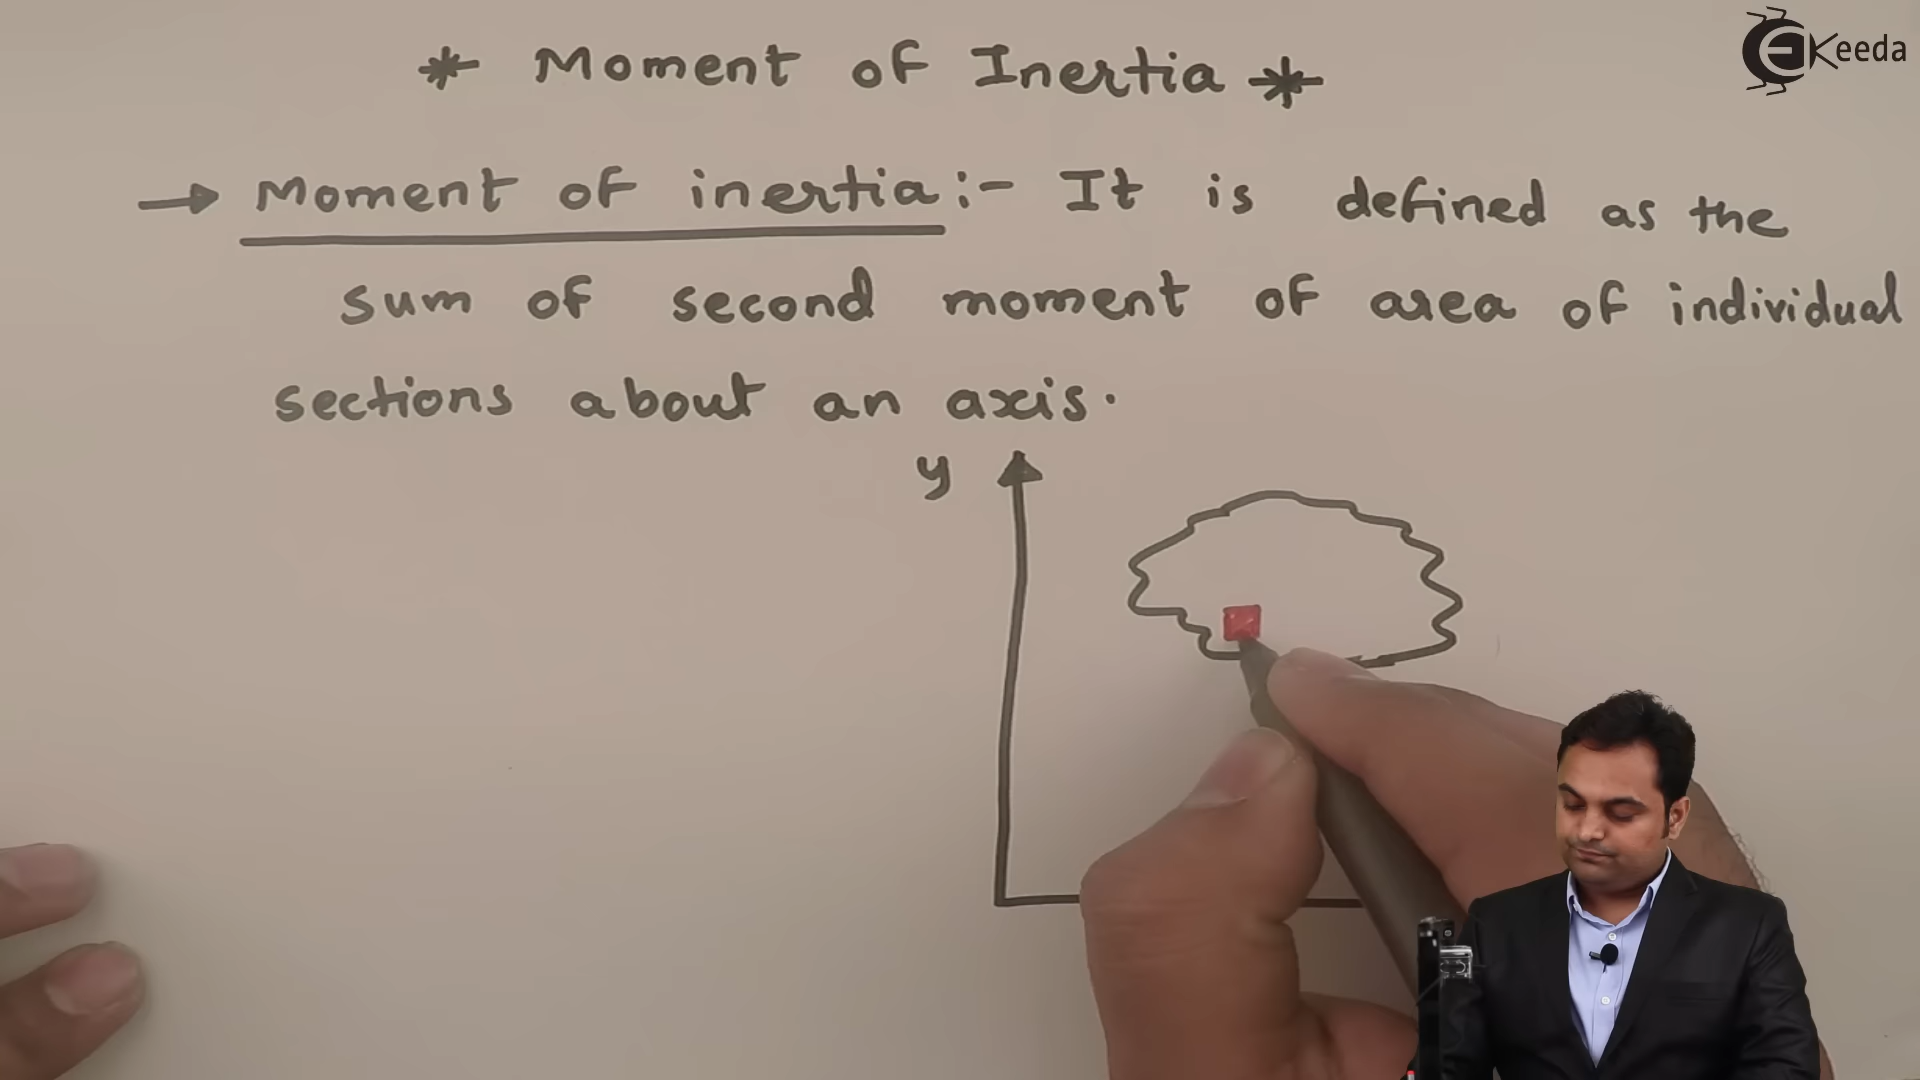 EKeeda
* Moment of Inertia *
→ Moment of inertia :- It is defined as the
sum of second moment of area of individual
sections about an axis.
y